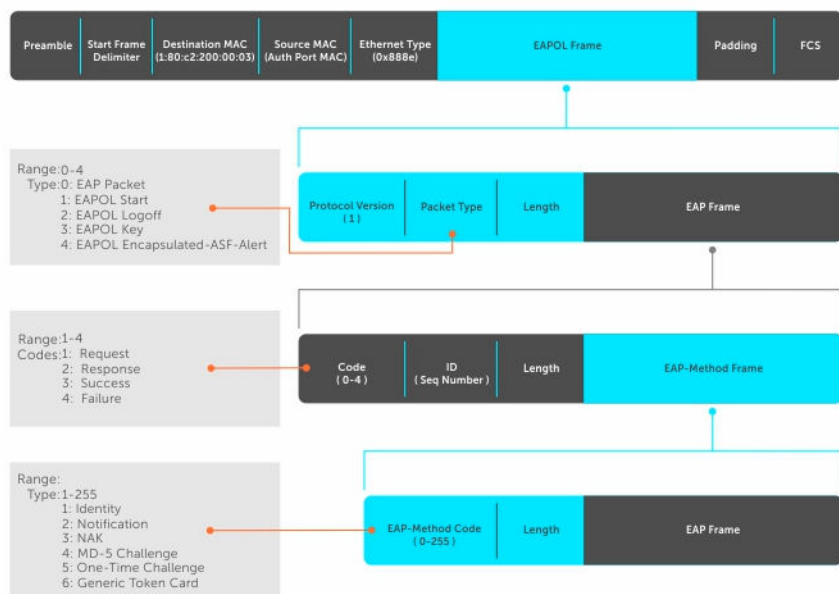 Preamble
Start Frame
Delimiter
Destination MAC
(1:80:c2:200:00:03)
Source MAC
(Auth Port MAC)
Ethernet Type
(0x888e)
EAPOL Frame
Padding
FCS
Range:0-4
Type:0: EAP Packet
1: EAPOL Start
2: EAPOL Logoff
3: EAPOL Key
4: EAPOL Encapsulated-ASF-Alert
Protocol Version
(1)
Packet Type
Length
EAP Frame
Range:1-4
Codes:1: Request
2: Response
3: Success
4: Failure
Code
(0-4)
ID
(Seq Number)
Length
EAP-Method Frame
Range:
Type:1-255
1: Identity
2: Notification
3: NAK
4: MD-5 Challenge
5: One-Time Challenge
6: Generic Token Card
EAP-Method Code
(0-255)
Length
EAP Frame